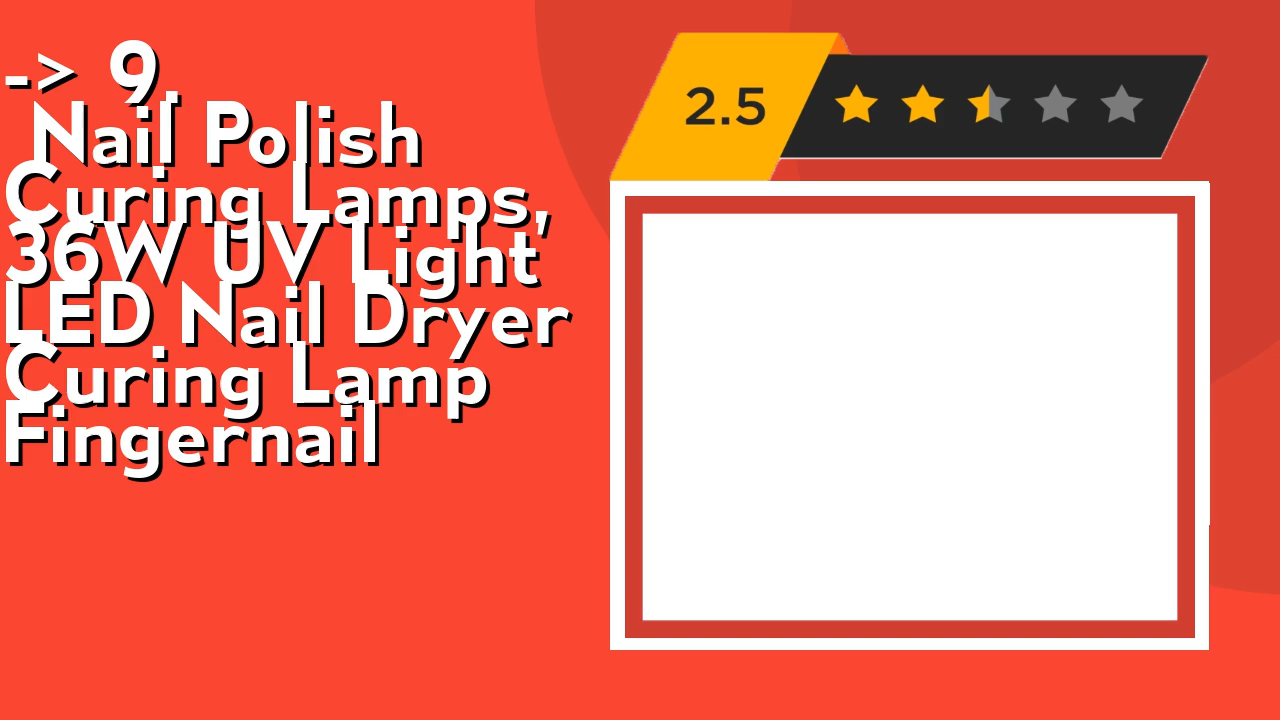 -> 9.
Nail Polish
Curing Lamps,
36W UV Light
LED Nail Dryer
Curing Lamp
Fingernail
2.5